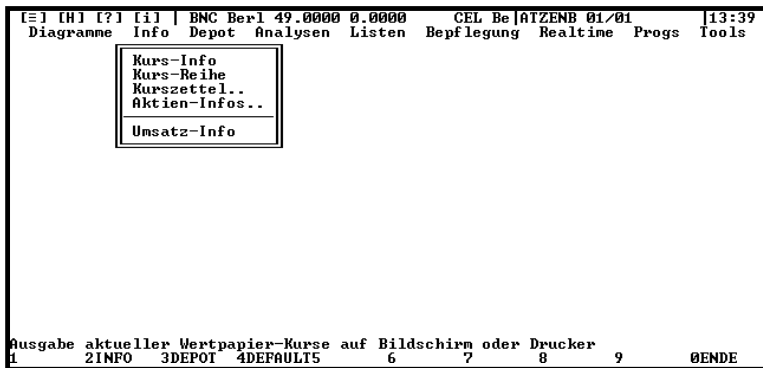 [≡] [H] [?] [i] | BNC Berl 49.0000 0.0000 CEL Be|ATZENB 01/01 |13:39
Diagramme Info Depot Analysen Listen Bepflegung Realtime Progs Tools
Kurs-Info
Kurs-Reihe
Kurszettel..
Aktien-Infos..
Umsatz-Info
Ausgabe aktueller Wertpapier-Kurse auf Bildschirm oder Drucker
1 2INFO 3DEPOT 4DEFAULT5 6 7 8 9 0ENDE